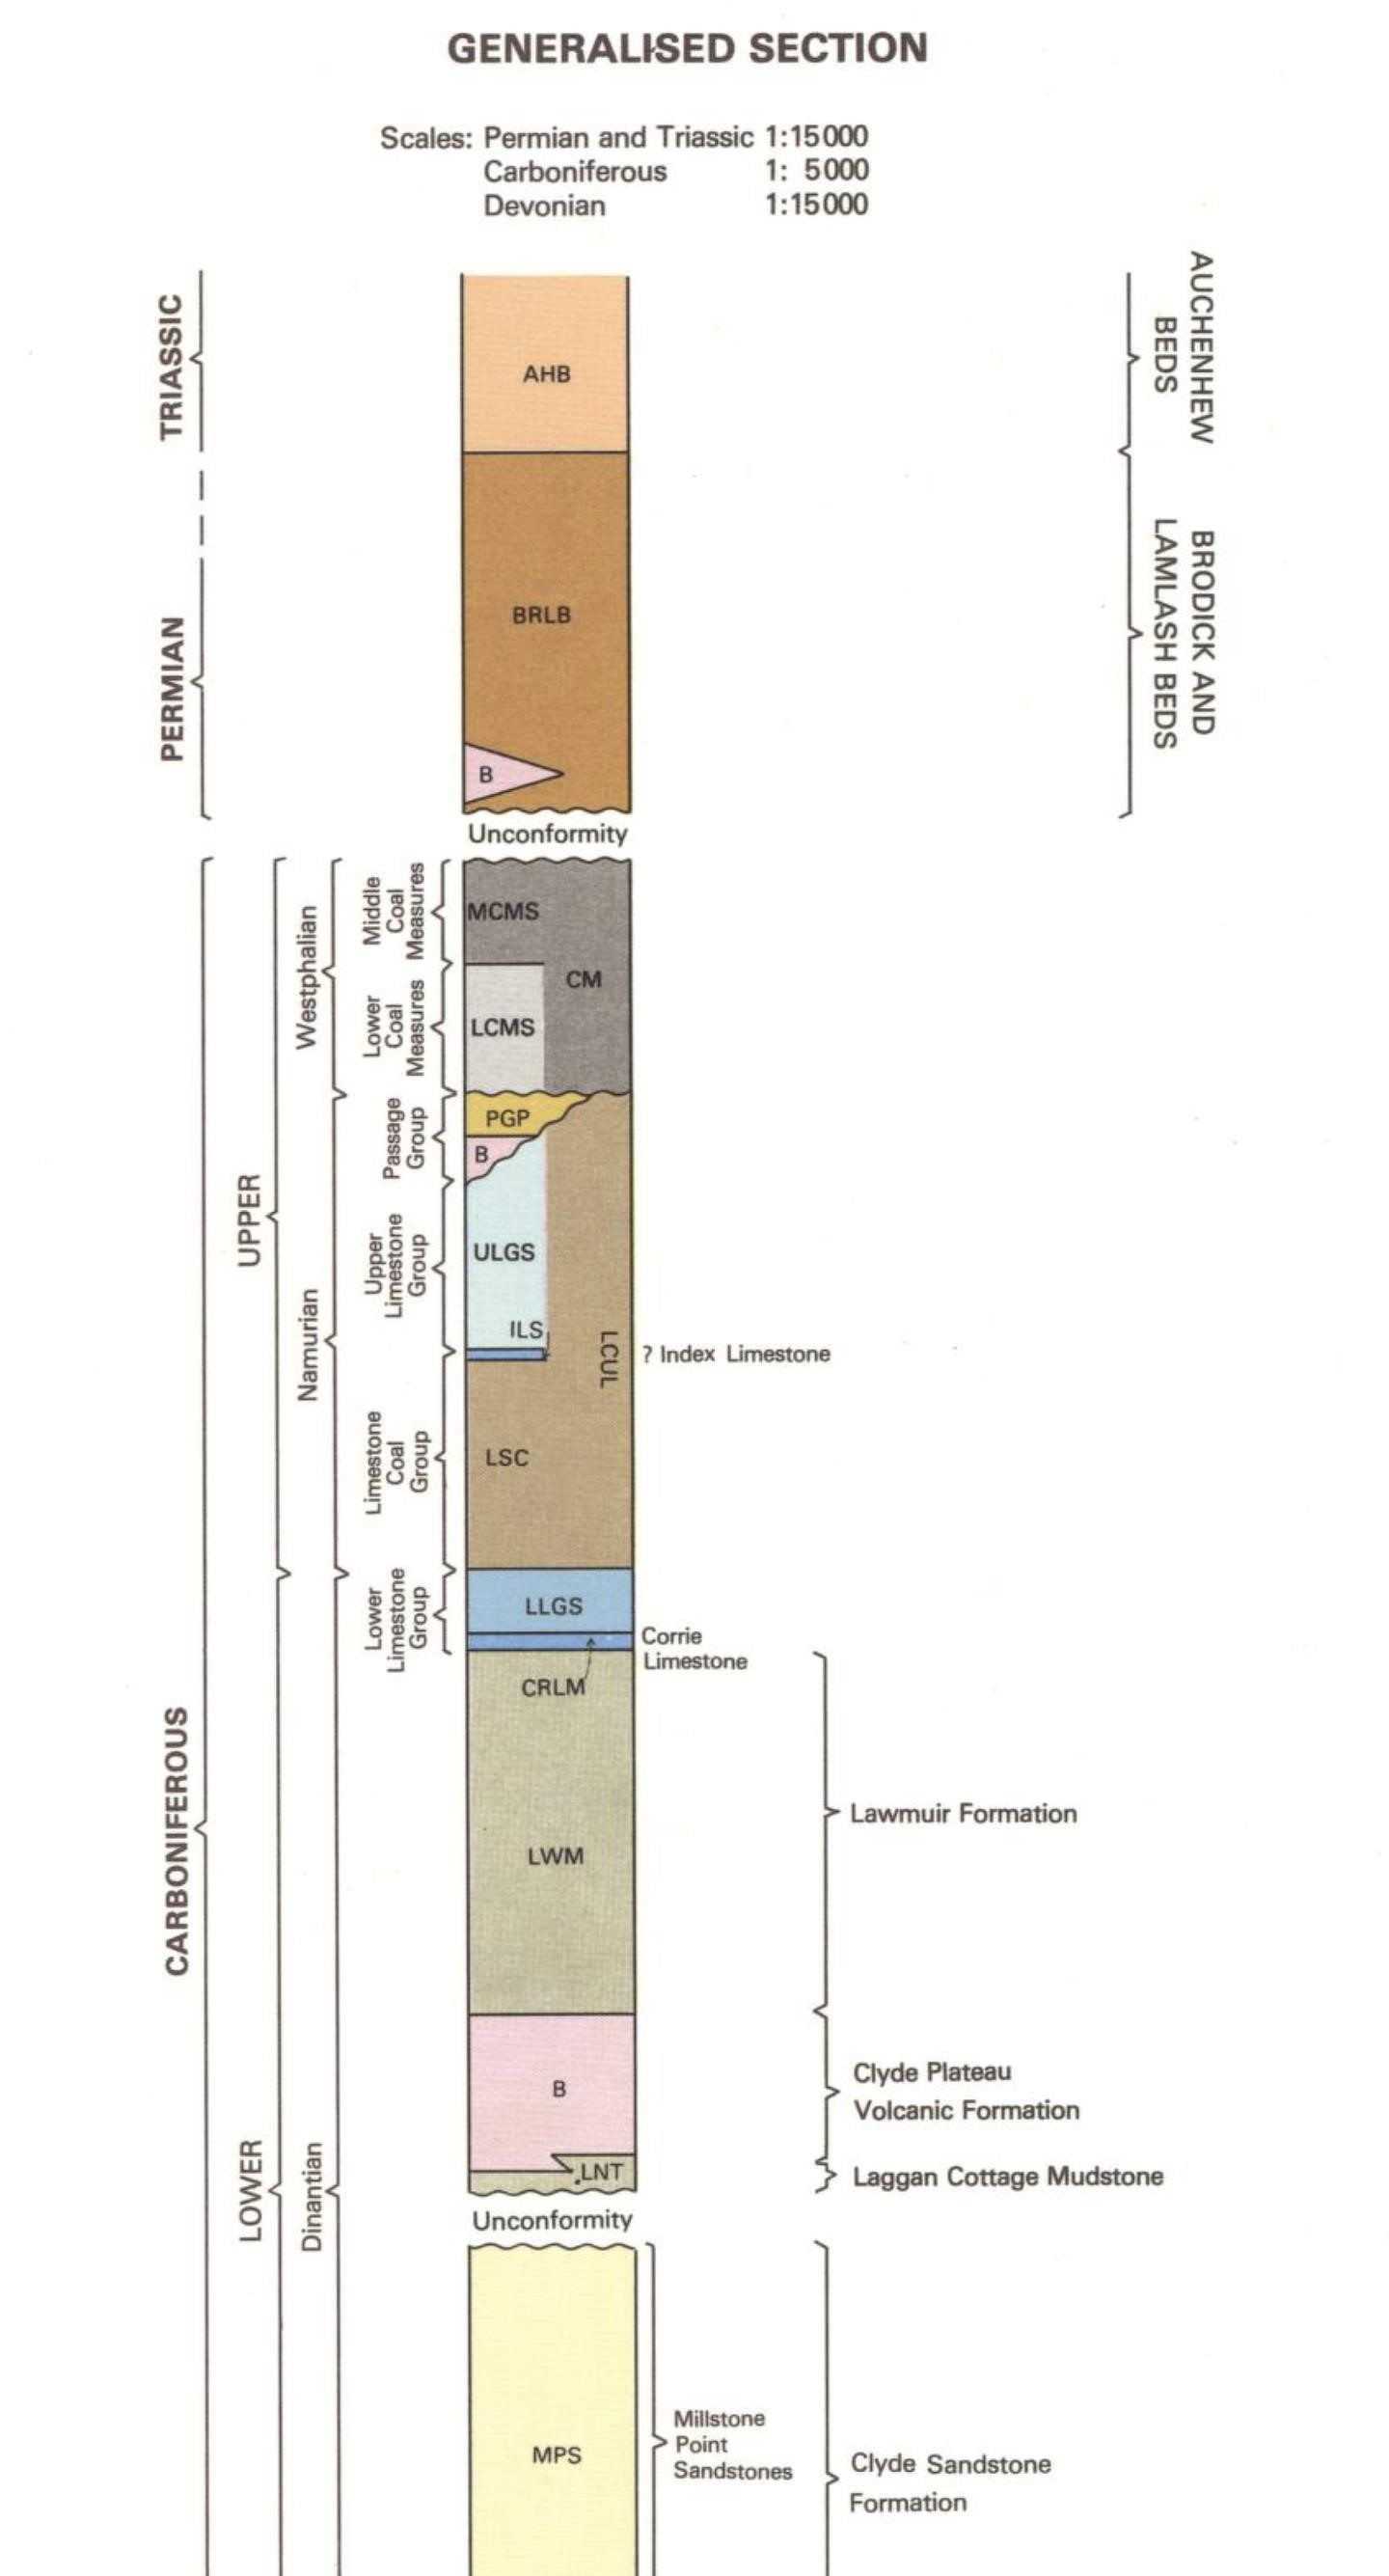 GENERALISED SECTION
Scales: Permian and Triassic 1:15000
Carboniferous 1: 5000
Devonian 1:15000
TRIASSIC
AHB
AUCHENHEW
BEDS
PERMIAN
BRLB
B
BRODICK AND
LAMLASH BEDS
Unconformity
CARBONIFEROUS
UPPER
Westphalian
Middle
Coal
Measures
MCMS
CM
Lower
Coal
Measures
LCMS
Namurian
Passage
Group
PGP
B
Upper
Limestone
Group
ULGS
ILS
LCUL
? Index Limestone
Limestone
Coal
Group
LSC
Lower
Limestone
Group
LLGS
Corrie
Limestone
CRLM
LWM
Lawmuir Formation
LOWER
Dinantian
B
Clyde Plateau
Volcanic Formation
LNT
Laggan Cottage Mudstone
Unconformity
MPS
Millstone
Point
Sandstones
Clyde Sandstone
Formation